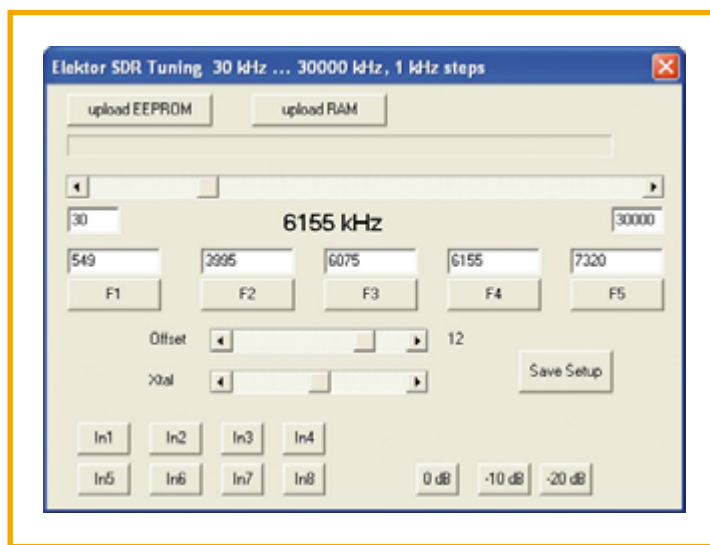 Elektor SDR Tuning 30 kHz ... 30000 kHz, 1 kHz steps
upload EEPROM upload RAM
30 6155 kHz 30000
549 3995 6075 6155 7320
F1 F2 F3 F4 F5
Offset 12
Xtal Save Setup
In1 In2 In3 In4
In5 In6 In7 In8 0 dB -10 dB -20 dB